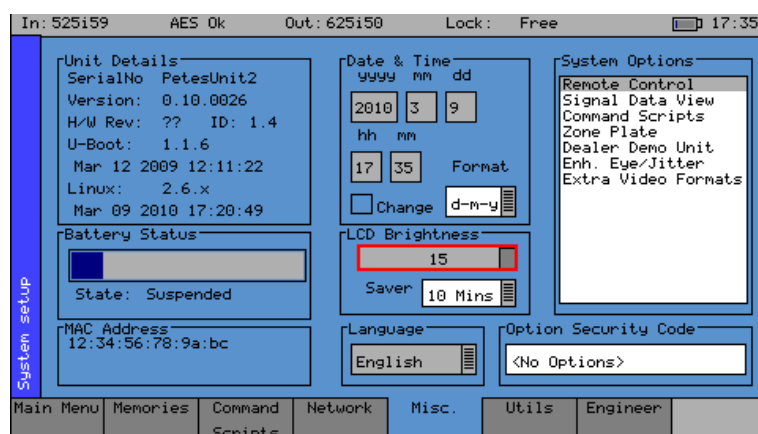 In:525i59 AES Ok Out:625i50 Lock: Free 17:35
System setup
Unit Details
SerialNo PetesUnit2
Version: 0.10.0026
H/W Rev: ?? ID: 1.4
U-Boot: 1.1.6
Mar 12 2009 12:11:22
Linux: 2.6.x
Mar 09 2010 17:20:49
Battery Status
State: Suspended
MAC Address
12:34:56:78:9a:bc
Date & Time
yyyy mm dd
2010 3 9
hh mm
17 35 Format
Change d-m-y
LCD Brightness
15
Saver 10 Mins
Language
English
System Options
Remote Control
Signal Data View
Command Scripts
Zone Plate
Dealer Demo Unit
Enh. Eye/Jitter
Extra Video Formats
Option Security Code
<No Options>
Main Menu Memories Command Network Misc. Utils Engineer
Scripts